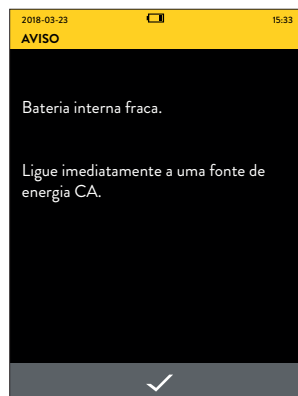 2018-03-23 15:33
AVISO
Bateria interna fraca.
Ligue imediatamente a uma fonte de
energia CA.